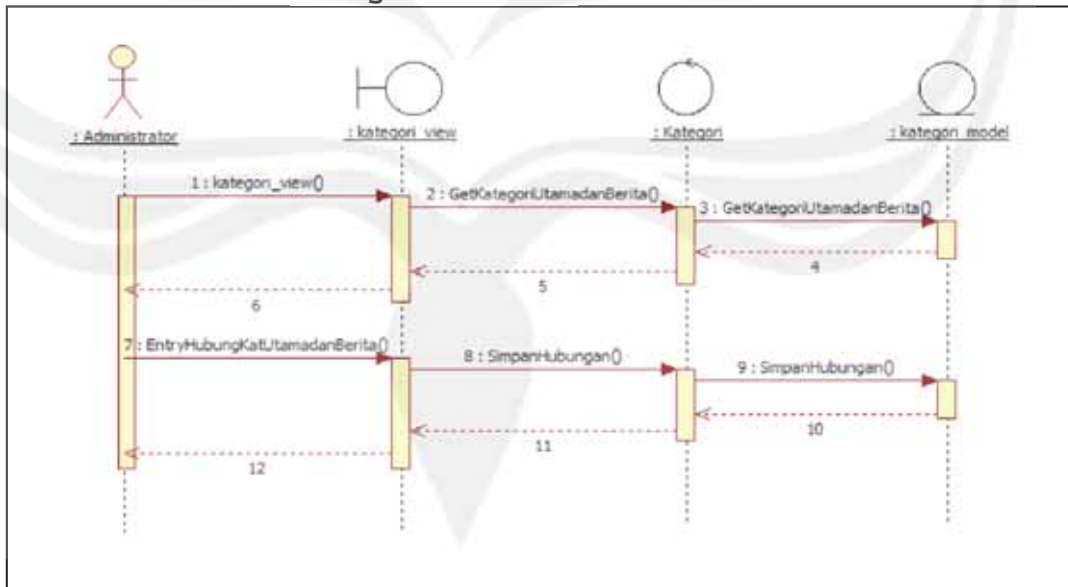 : Administrator
: kategori_view
: Kategori
: kategori_model
1 : kategori_view()
2 : GetKategoriUtamadanBerita()
3 : GetKategoriUtamadanBerita()
4
5
6
7 : EntryHubungKatUtamadanBerita()
8 : SimpanHubungan()
9 : SimpanHubungan()
10
11
12